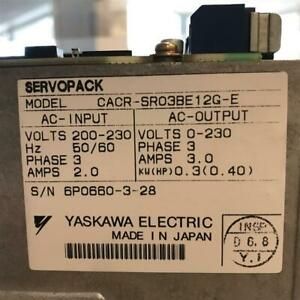 SERVOPACK
MODEL CACR-SR03BE12G-E
AC-INPUT AC-OUTPUT
VOLTS 200-230 VOLTS 0-230
Hz 50/60 PHASE 3
PHASE 3 AMPS 3.0
AMPS 2.0 KW(HP) 0.3(0.40)
S/N 6P0660-3-28
YASKAWA ELECTRIC
MADE IN JAPAN
INSP
D 6.8
Y.I